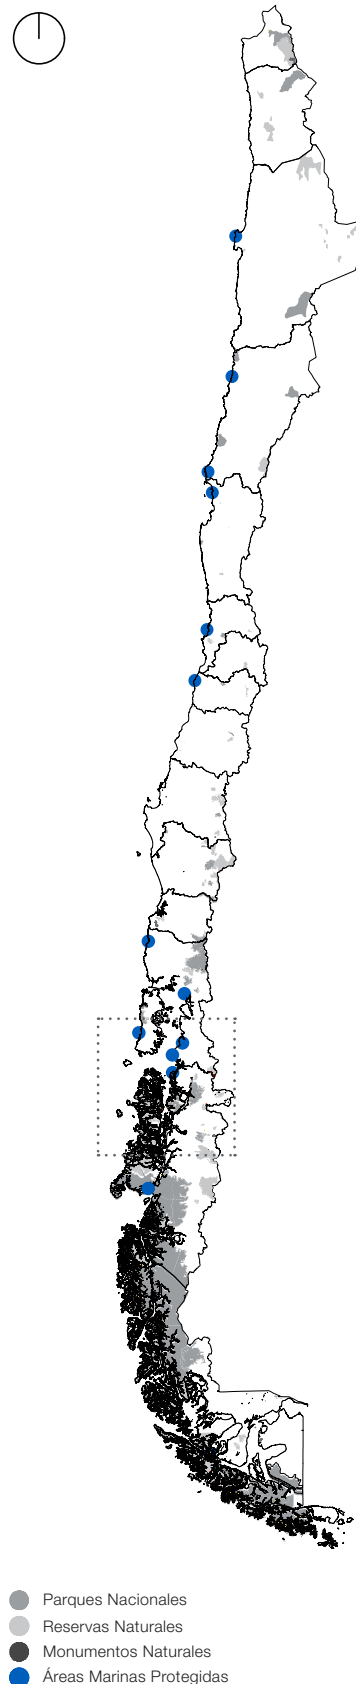 Parques Nacionales
Reservas Naturales
Monumentos Naturales
Áreas Marinas Protegidas